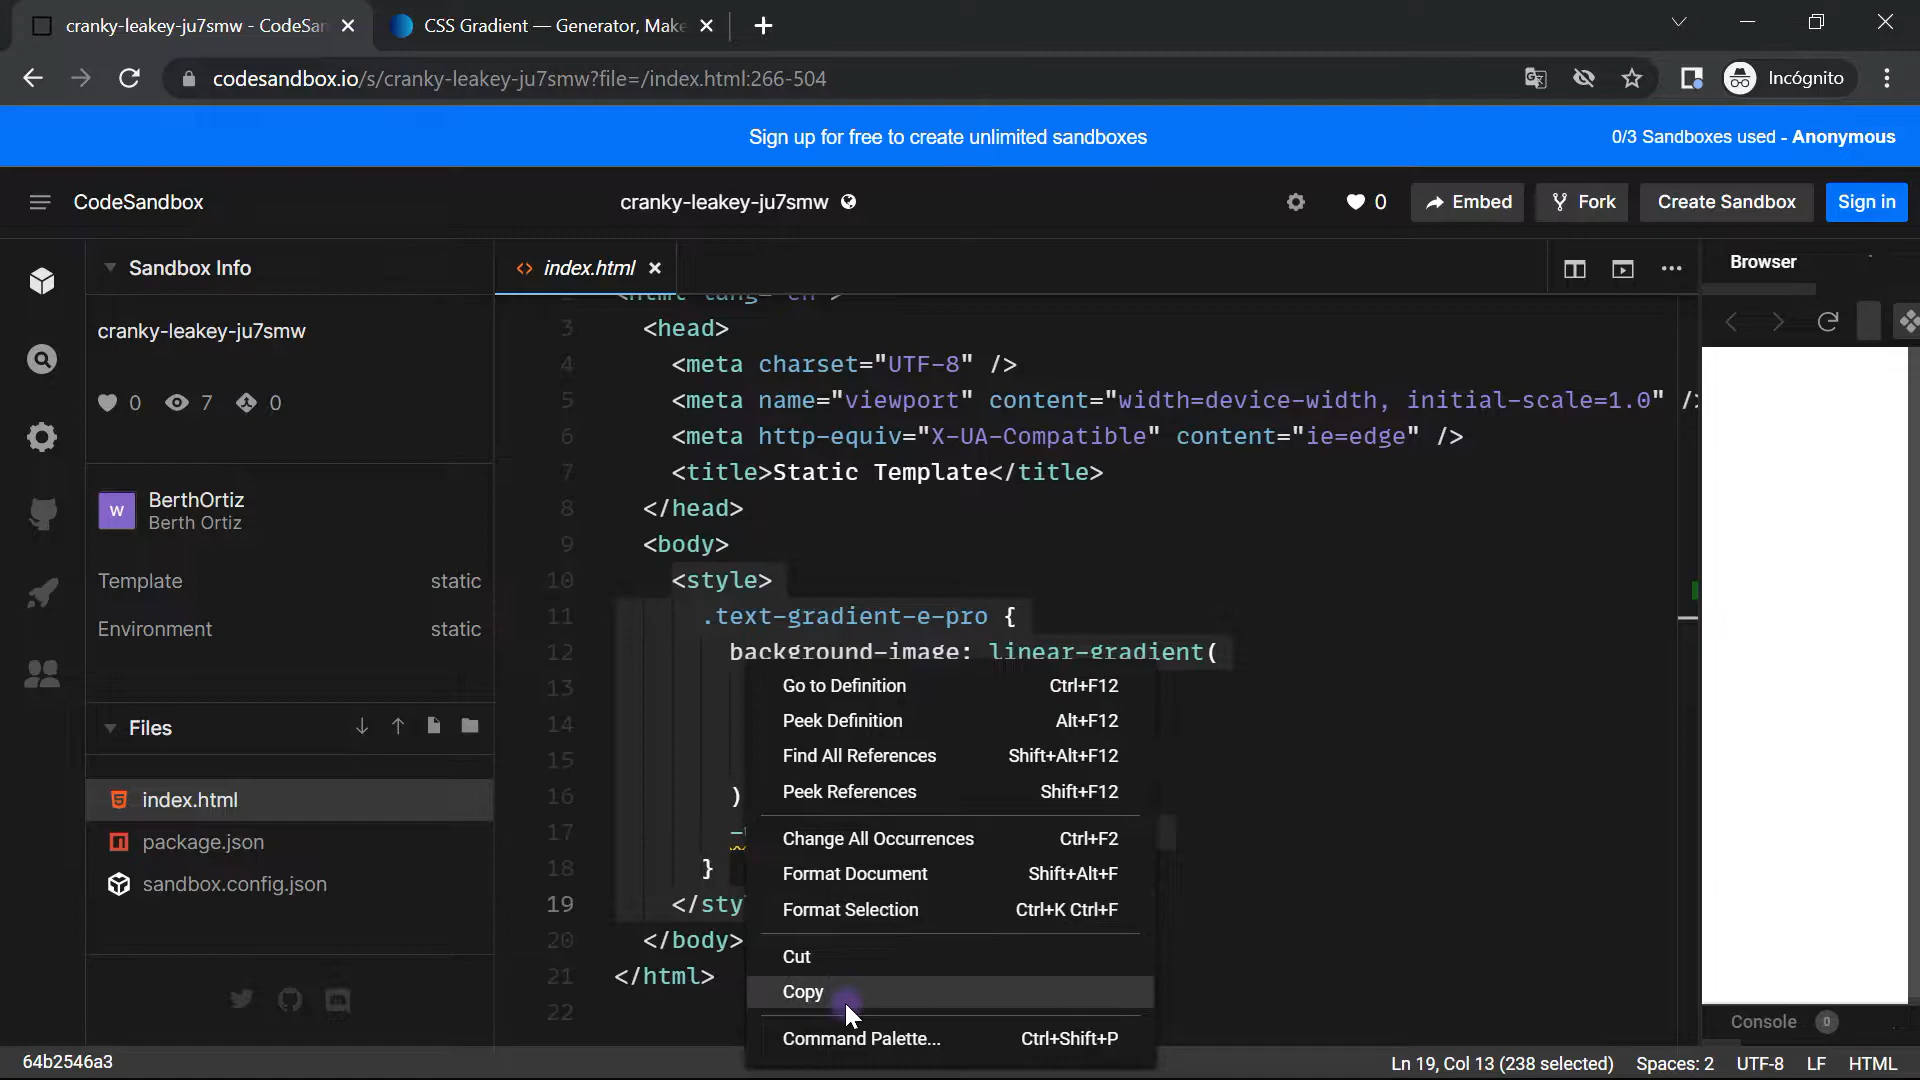 cranky-leakey-ju7smw - CodeSan
CSS Gradient — Generator, Make
codesandbox.io/s/cranky-leakey-ju7smw?file=/index.html:266-504
Incógnito
Sign up for free to create unlimited sandboxes
0/3 Sandboxes used - Anonymous
CodeSandbox
cranky-leakey-ju7smw
0
Embed
Fork
Create Sandbox
Sign in
Sandbox Info
index.html
Browser
cranky-leakey-ju7smw
0 7 0
W
BerthOrtiz
Berth Ortiz
Template static
Environment static
Files
index.html
package.json
sandbox.config.json
<html lang="en">
3 <head>
4 <meta charset="UTF-8" />
5 <meta name="viewport" content="width=device-width, initial-scale=1.0" />
6 <meta http-equiv="X-UA-Compatible" content="ie=edge" />
7 <title>Static Template</title>
8 </head>
9 <body>
10 <style>
11 .text-gradient-e-pro {
12 background-image: linear-gradient(
13
14
15
16 )
17 -
18 }
19 </sty
20 </body>
21 </html>
22
Go to Definition Ctrl+F12
Peek Definition Alt+F12
Find All References Shift+Alt+F12
Peek References Shift+F12
Change All Occurrences Ctrl+F2
Format Document Shift+Alt+F
Format Selection Ctrl+K Ctrl+F
Cut
Copy
Command Palette... Ctrl+Shift+P
Console 0
64b2546a3
Ln 19, Col 13 (238 selected)
Spaces: 2
UTF-8
LF
HTML